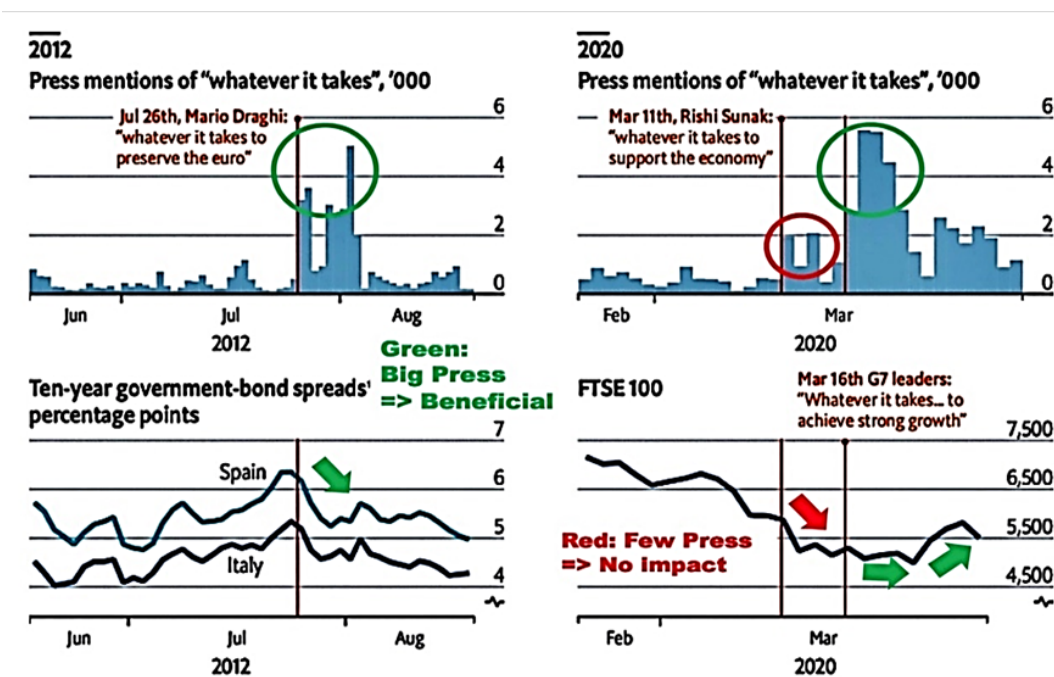 2012
Press mentions of “whatever it takes”, ’000
6
Jul 26th, Mario Draghi:
“whatever it takes to
preserve the euro”
4
2
0
Jun
Jul
Aug
2012
2020
Press mentions of “whatever it takes”, ’000
6
Mar 11th, Rishi Sunak:
“whatever it takes to
support the economy”
4
2
0
Feb
Mar
2020
Green:
Big Press
=> Beneficial
Ten-year government-bond spreads¹
percentage points
7
Spain
6
5
Italy
4
Jun
Jul
Aug
2012
FTSE 100
Mar 16th G7 leaders:
“Whatever it takes... to
achieve strong growth”
7,500
6,500
5,500
Red: Few Press
=> No impact
4,500
Feb
Mar
2020